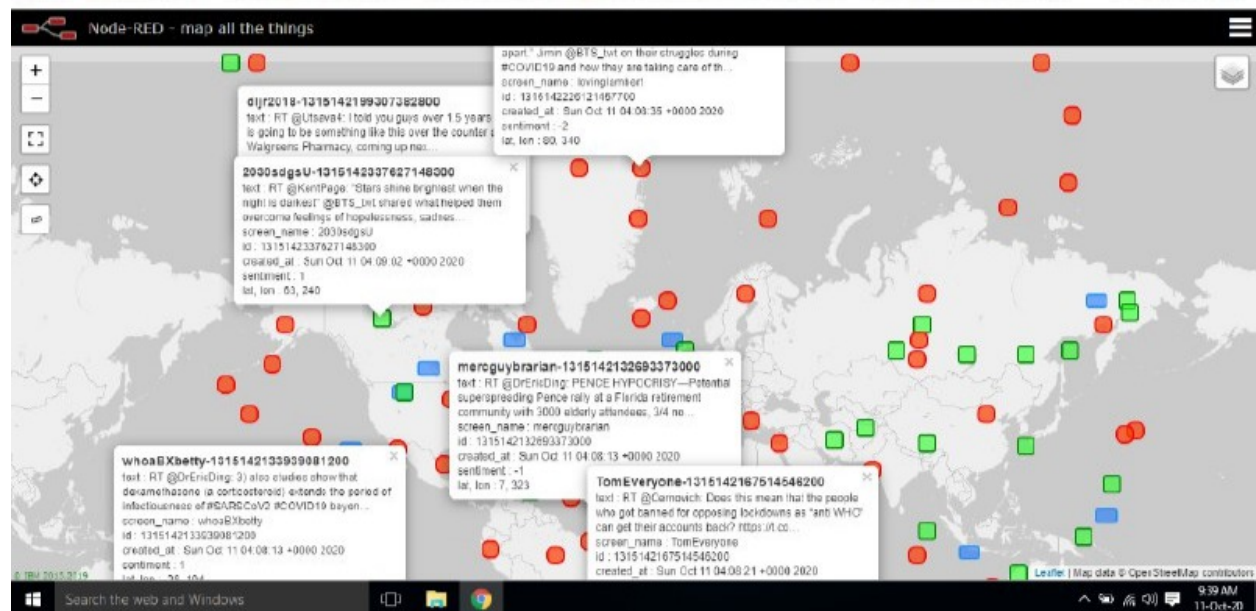 Node-RED - map all the things
apart." Jimin @BTS_twt on their struggles during
#COVID19 and how they are taking care of th...
screen_name : lovinglambert
id : 1315142226121467700
created_at : Sun Oct 11 04:08:35 +0000 2020
sentiment : -2
lat, lon : 80, 340
dljr2018-1315142199307382800
text : RT @Utsava4: I told you guys over 1.5 years
is going to be something like this over the counter
Walgreens Pharmacy, coming up nex...
2030sdgsU-1315142337627148300
text : RT @KentPage: "Stars shine brightest when the
night is darkest" @BTS_twt shared what helped them
overcome feelings of hopelessness, sadnes...
screen_name : 2030sdgsU
id : 1315142337627148300
created_at : Sun Oct 11 04:09:02 +0000 2020
sentiment : 1
lat, lon : 63, 240
mercguybrarian-1315142132693373000
text : RT @DrEricDing: PENCE HYPOCRISY—Potential
superspreading Pence rally at a Florida retirement
community with 3000 elderly attendees, 3/4 no...
screen_name : mercguybrarian
id : 1315142132693373000
created_at : Sun Oct 11 04:08:13 +0000 2020
sentiment : -1
lat, lon : 7, 323
whoaBXbetty-1315142133939081200
text : RT @DrEricDing: 3) also studies show that
dexamethasone (a corticosteroid) extends the period of
infectiousness of #SARSCoV2 #COVID19 beyon...
screen_name : whoaBXbetty
id : 1315142133939081200
created_at : Sun Oct 11 04:08:13 +0000 2020
sentiment : 1
TomEveryone-1315142167514546200
text : RT @Cernovich: Does this mean that the people
who got banned for opposing lockdowns as "anti WHO"
can get their accounts back? https://t.co...
screen_name : TomEveryone
id : 1315142167514546200
created_at : Sun Oct 11 04:08:21 +0000 2020
© IBM 2015,2019
Leaflet | Map data © OpenStreetMap contributors
Search the web and Windows
9:39 AM
11-Oct-20